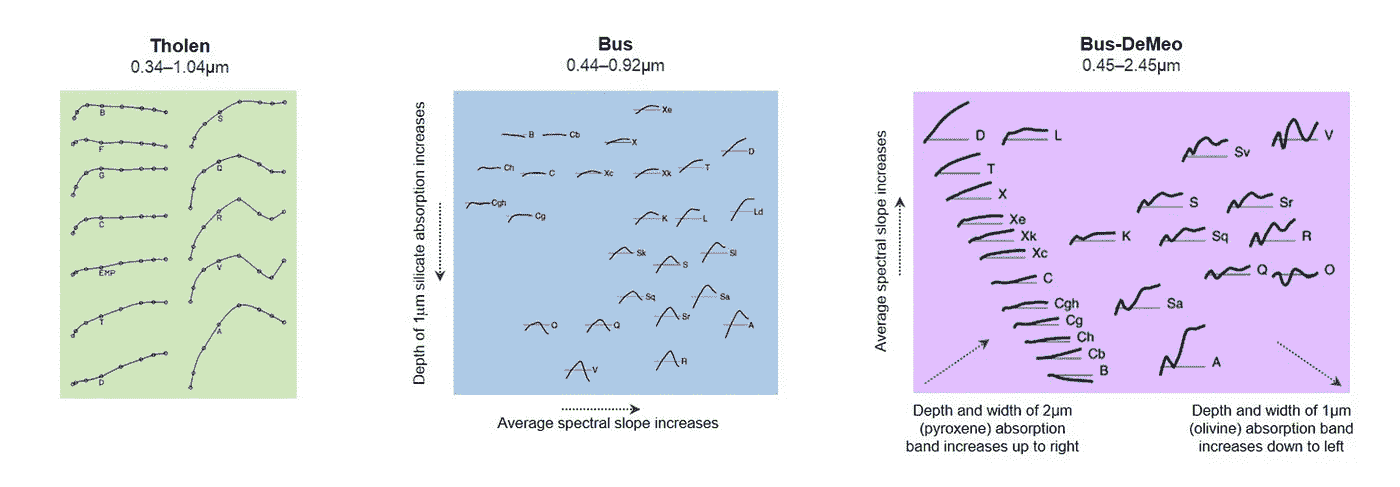 Tholen
0.34–1.04µm
B
F
G
C
EMP
T
D
S
Q
R
V
A
Bus
0.44–0.92µm
Depth of 1µm silicate absorption increases
Xe
B
Cb
X
D
Ch
C
Xc
Xk
T
Cgh
Cg
K
L
Ld
Sk
S
Sl
Sq
Sa
Sr
Q
A
V
R
Average spectral slope increases
Bus-DeMeo
0.45–2.45µm
Average spectral slope increases
D
L
Sv
V
T
X
S
Sr
Xe
Xk
Xc
K
Sq
R
C
Q
O
Cgh
Sa
Cg
Ch
Cb
B
A
Depth and width of 2µm
(pyroxene) absorption
band increases up to right
Depth and width of 1µm
(olivine) absorption band
increases down to left